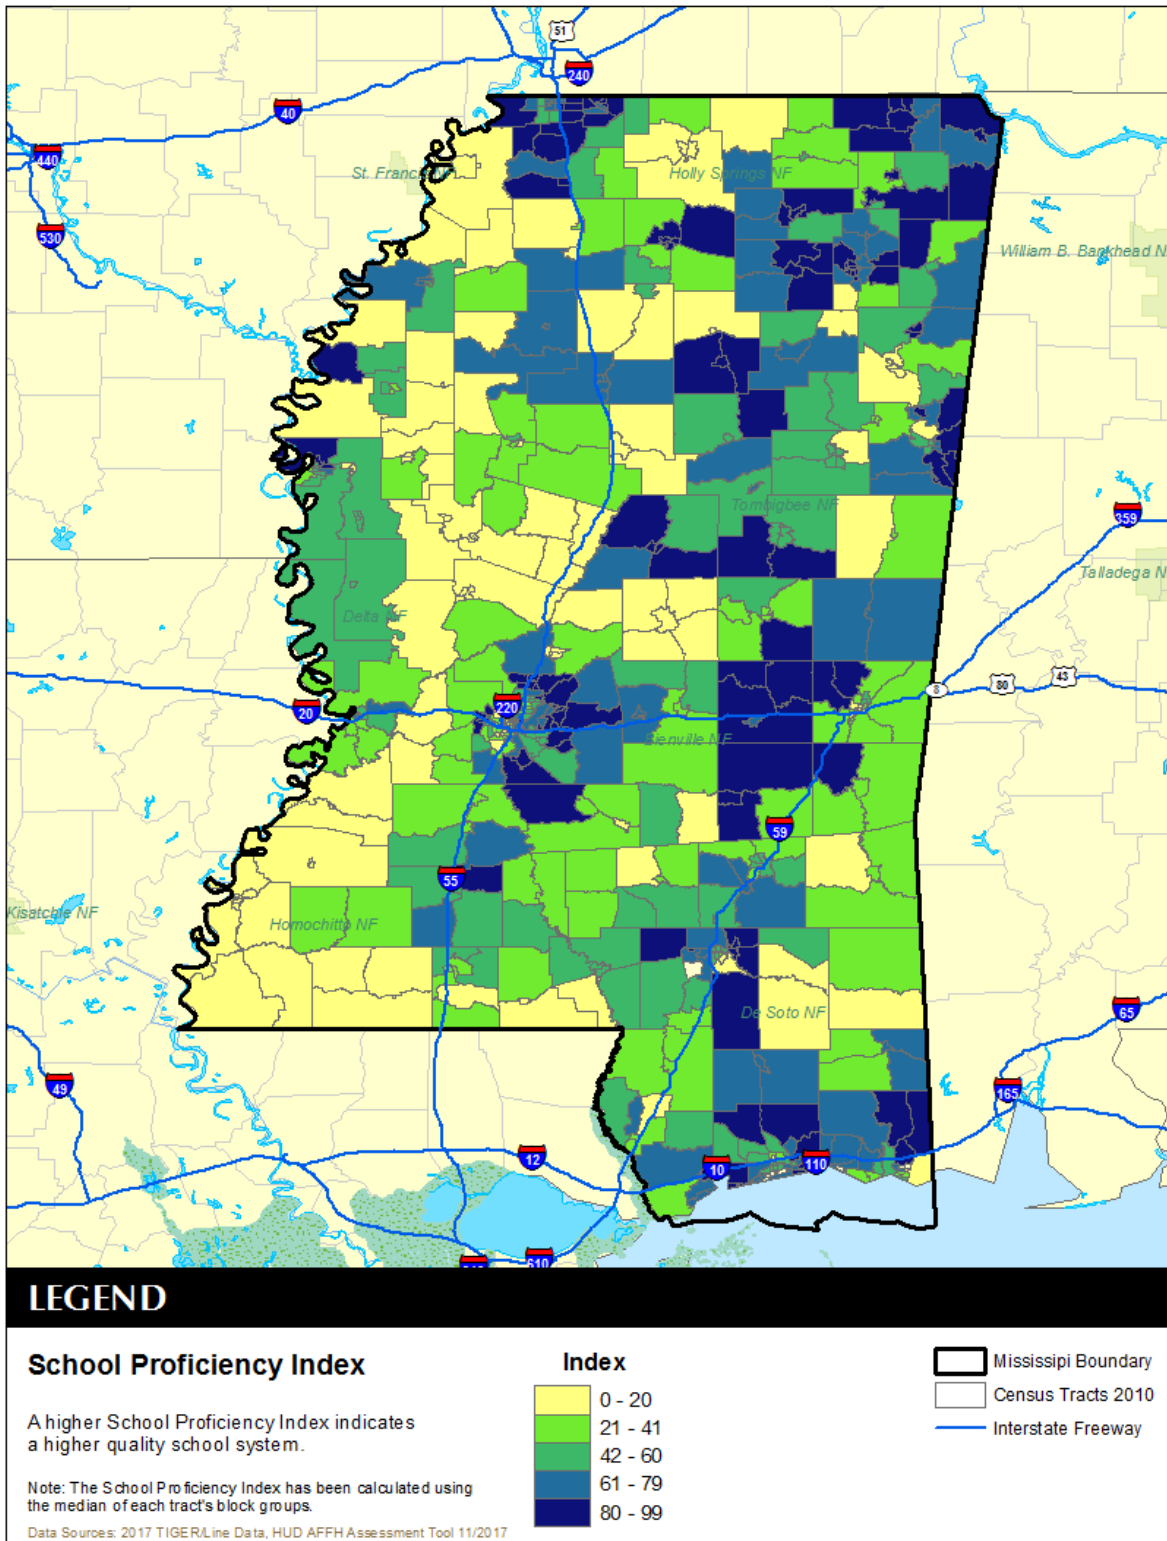 51
240
40
440
St. Francis NF
Holly Springs NF
530
William B. Bankhead N
Tombigbee NF
359
Talladega N
Delta NF
43
80
8
220
20
Bienville NF
59
55
Kisatchie NF
Homochitto NF
De Soto NF
65
49
165
12
10
110
610
LEGEND
School Proficiency Index
A higher School Proficiency Index indicates
a higher quality school system.
Note: The School Proficiency Index has been calculated using
the median of each tract's block groups.
Data Sources: 2017 TIGER/Line Data, HUD AFFH Assessment Tool 11/2017
Index
0 - 20
21 - 41
42 - 60
61 - 79
80 - 99
Mississipi Boundary
Census Tracts 2010
Interstate Freeway